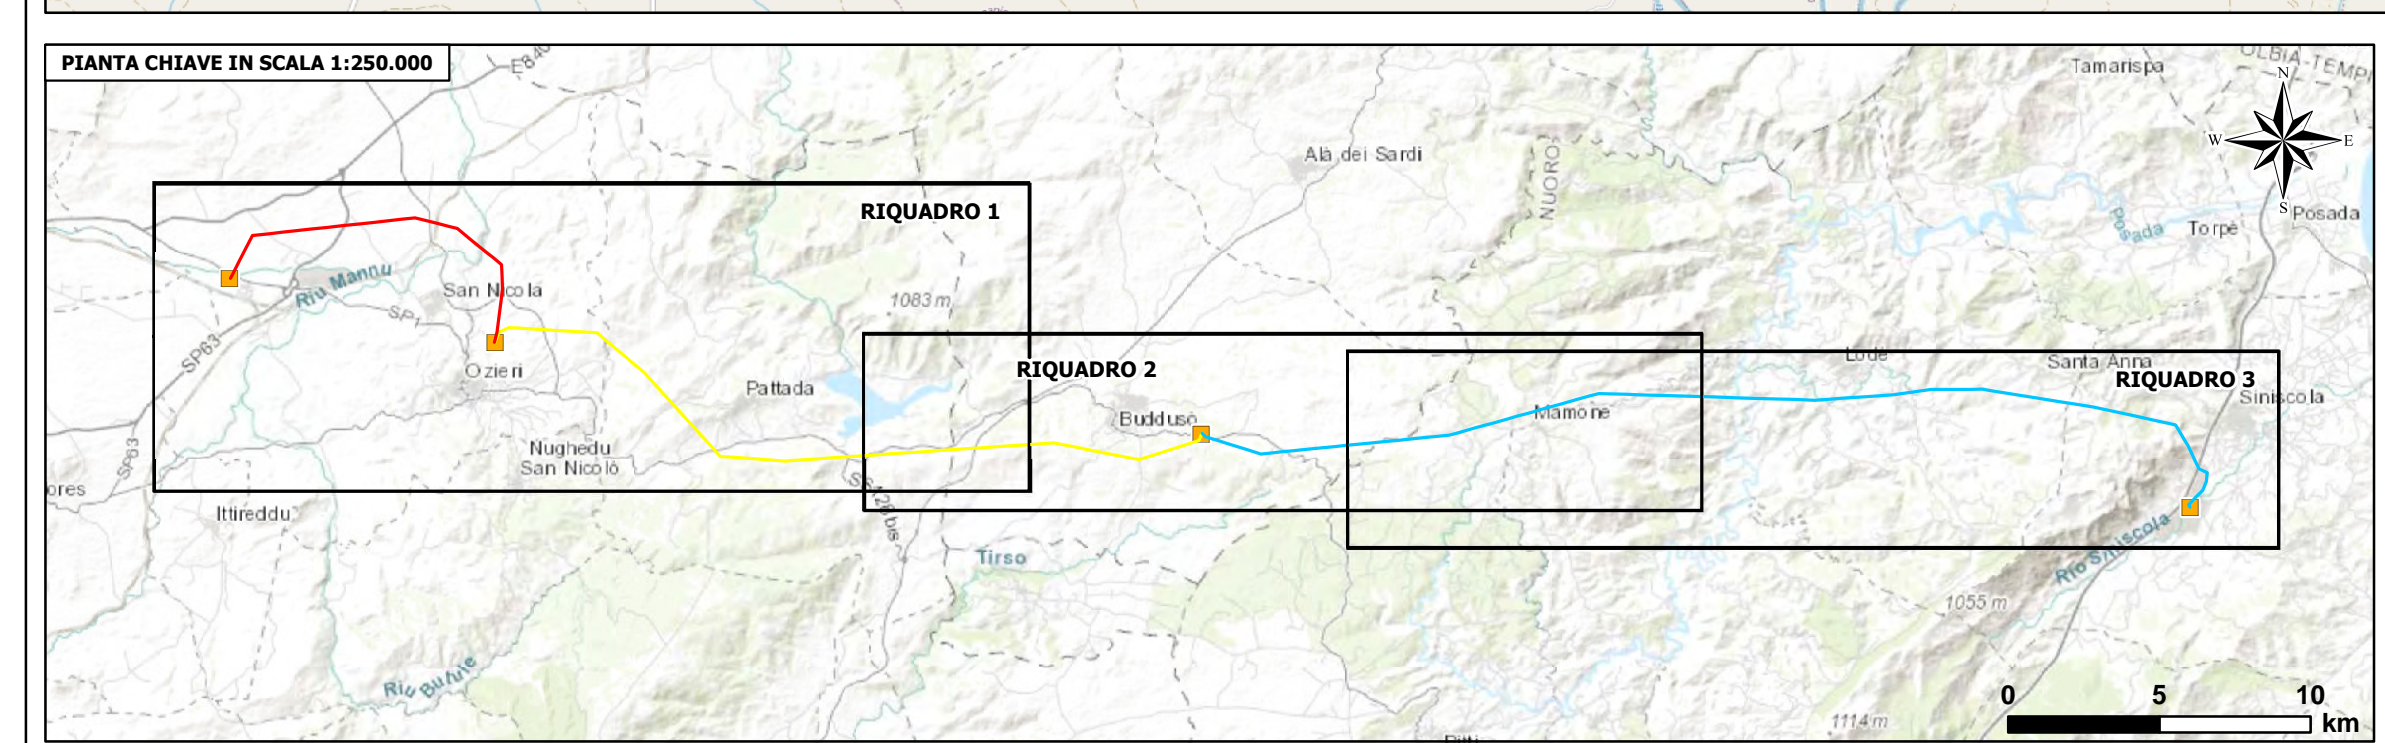 PIANTA CHIAVE IN SCALA 1:250.000
E840
Tamarispa
OLBIA-TEMPI
N
W
E
S
Alà dei Sardi
NUORO
Posada
Torpè
Posada
RIQUADRO 1
Riu Mannu
San Nicola
SP1
1083 m
SP63
RIQUADRO 2
Lodè
Santa Anna
RIQUADRO 3
Ozieri
Pattada
Siniscola
Mamone
Buddusò
Nughedu
San Nicolò
SP63
ores
Ittireddu
SS128bis
Tirso
Rio Siniscola
1055 m
Riu Butule
0
5
10
km
1114 m